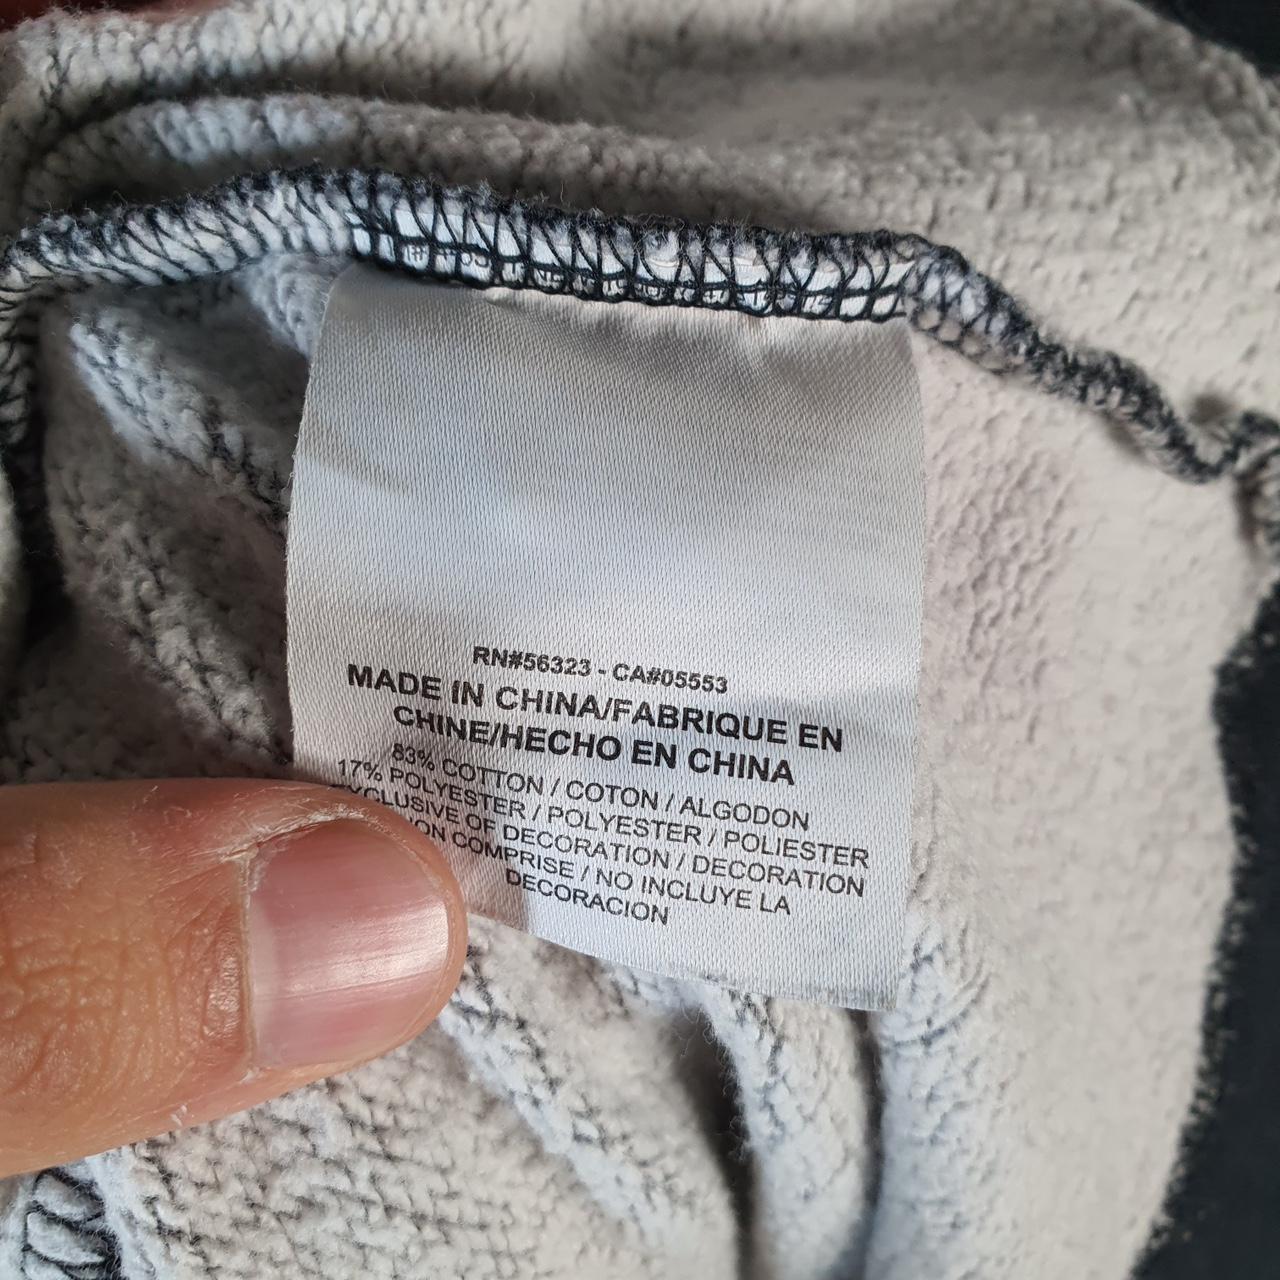 RN#56323 - CA#05553
MADE IN CHINA/FABRIQUE EN
CHINE/HECHO EN CHINA
83% COTTON / COTON / ALGODON
17% POLYESTER / POLYESTER / POLIESTER
EXCLUSIVE OF DECORATION / DECORATION
NON COMPRISE / NO INCLUYE LA
DECORACION